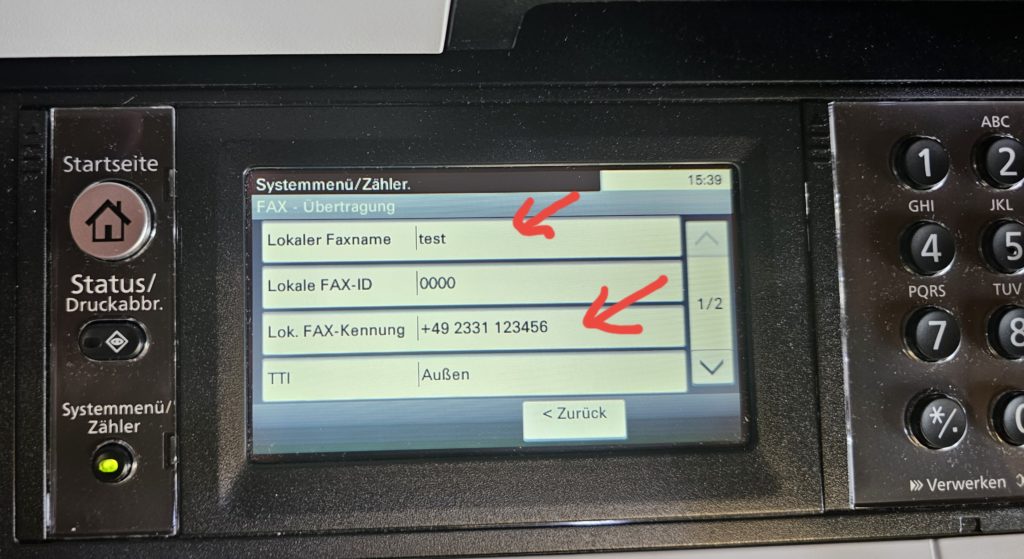 Startseite
Status/
Druckabbr.
Systemmenü/
Zähler
Systemmenü/Zähler.
15:39
FAX - Übertragung
Lokaler Faxname test
Lokale FAX-ID 0000
Lok. FAX-Kennung +49 2331 123456
TTI Außen
1/2
< Zurück
ABC
1 2
GHI JKL
4 5
PQRS TUV
7 8
*/.
Verwerken